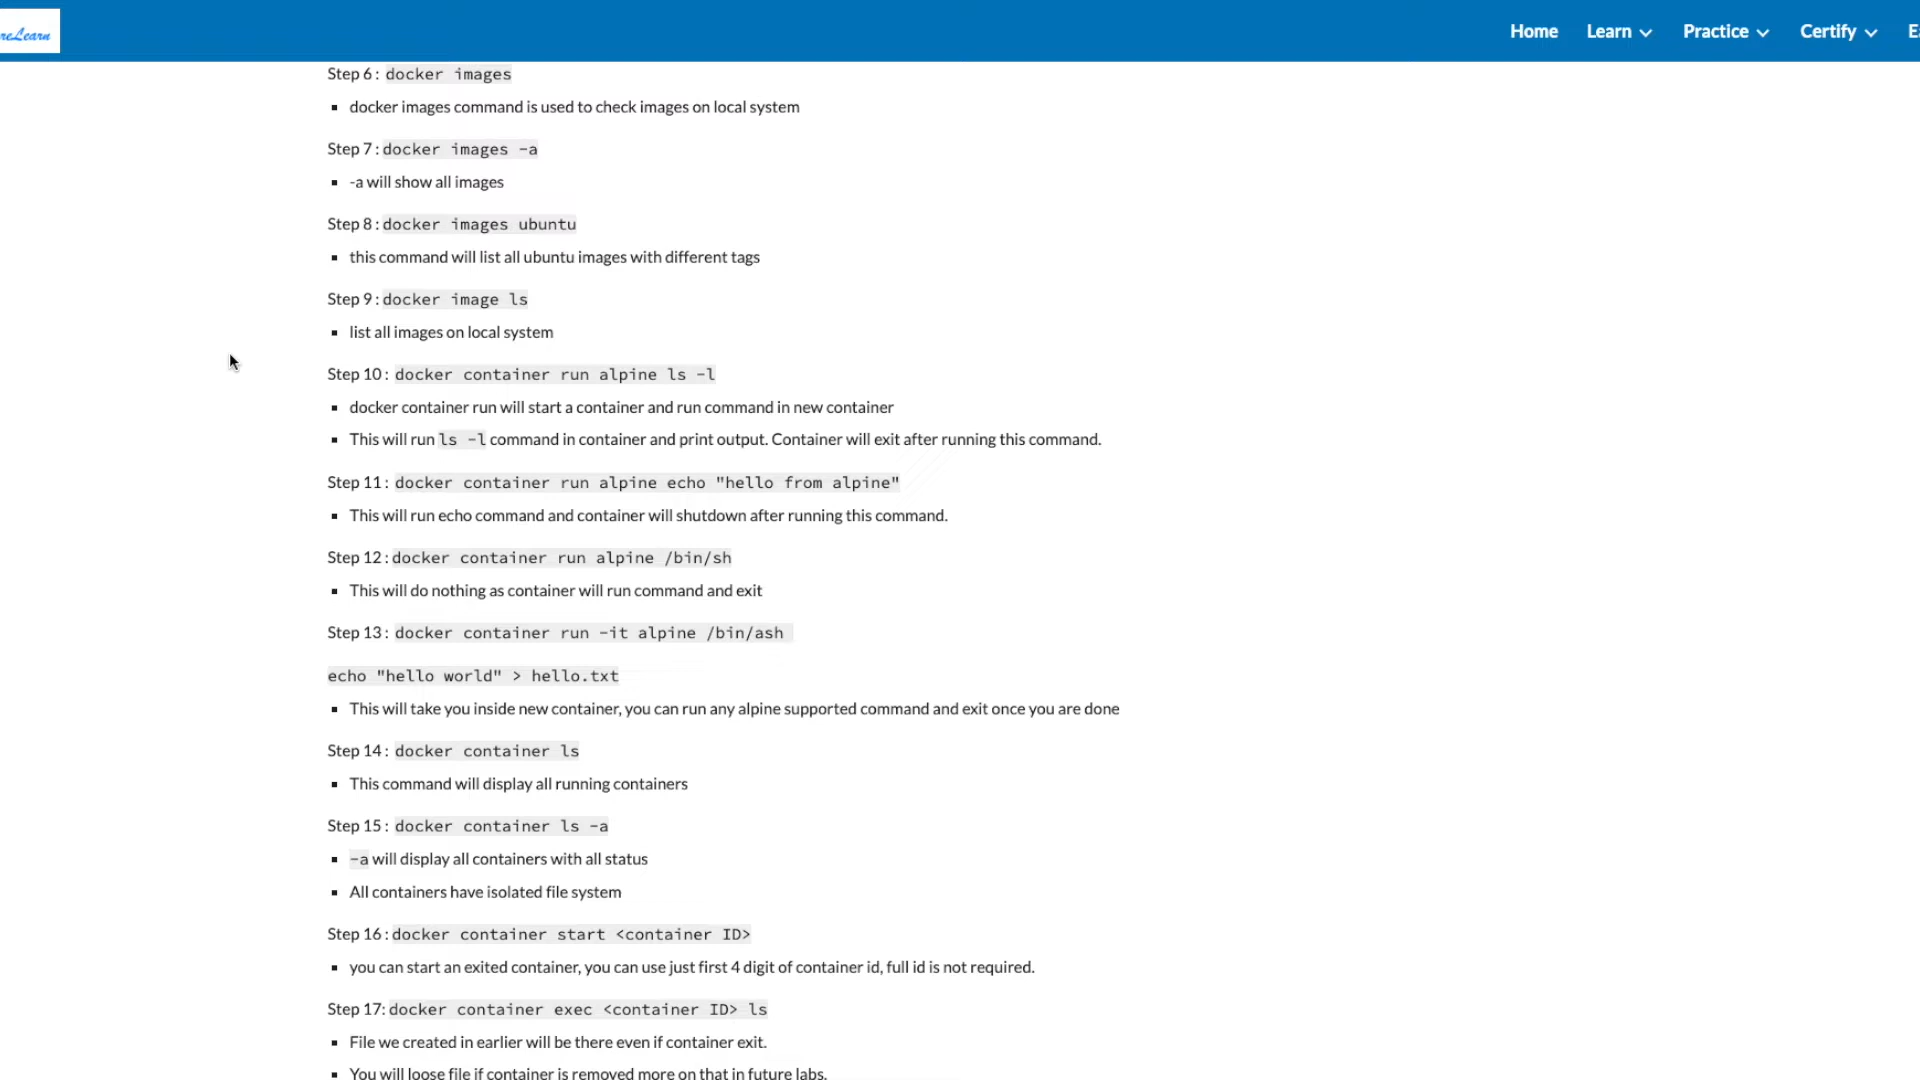 reLearn
Home Learn Practice Certify
Step 6 : docker images
▪ docker images command is used to check images on local system
Step 7 : docker images -a
▪ -a will show all images
Step 8 : docker images ubuntu
▪ this command will list all ubuntu images with different tags
Step 9 : docker image ls
▪ list all images on local system
Step 10 : docker container run alpine ls -l
▪ docker container run will start a container and run command in new container
▪ This will run ls -l command in container and print output. Container will exit after running this command.
Step 11 : docker container run alpine echo "hello from alpine"
▪ This will run echo command and container will shutdown after running this command.
Step 12 : docker container run alpine /bin/sh
▪ This will do nothing as container will run command and exit
Step 13 : docker container run -it alpine /bin/ash
echo "hello world" > hello.txt
▪ This will take you inside new container, you can run any alpine supported command and exit once you are done
Step 14 : docker container ls
▪ This command will display all running containers
Step 15 : docker container ls -a
▪ -a will display all containers with all status
▪ All containers have isolated file system
Step 16 : docker container start <container ID>
▪ you can start an exited container, you can use just first 4 digit of container id, full id is not required.
Step 17: docker container exec <container ID> ls
▪ File we created in earlier will be there even if container exit.
▪ You will loose file if container is removed more on that in future labs.